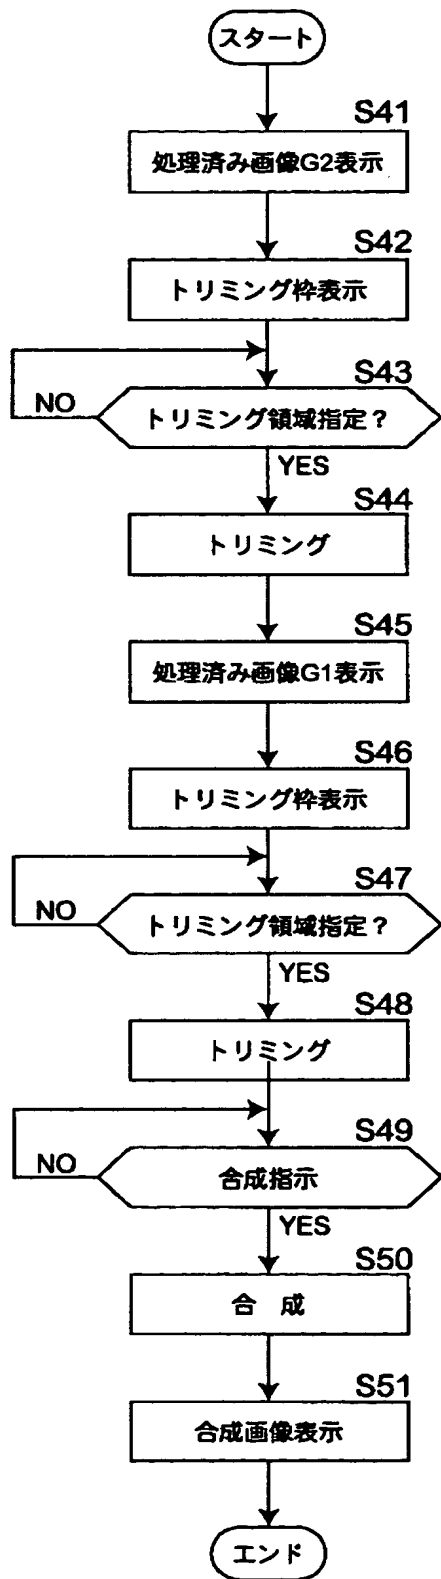 スタート
S41
処理済み画像G2表示
S42
トリミング枠表示
S43
トリミング領域指定？
NO
YES
S44
トリミング
S45
処理済み画像G1表示
S46
トリミング枠表示
S47
トリミング領域指定？
NO
YES
S48
トリミング
S49
合成指示
NO
YES
S50
合 成
S51
合成画像表示
エンド